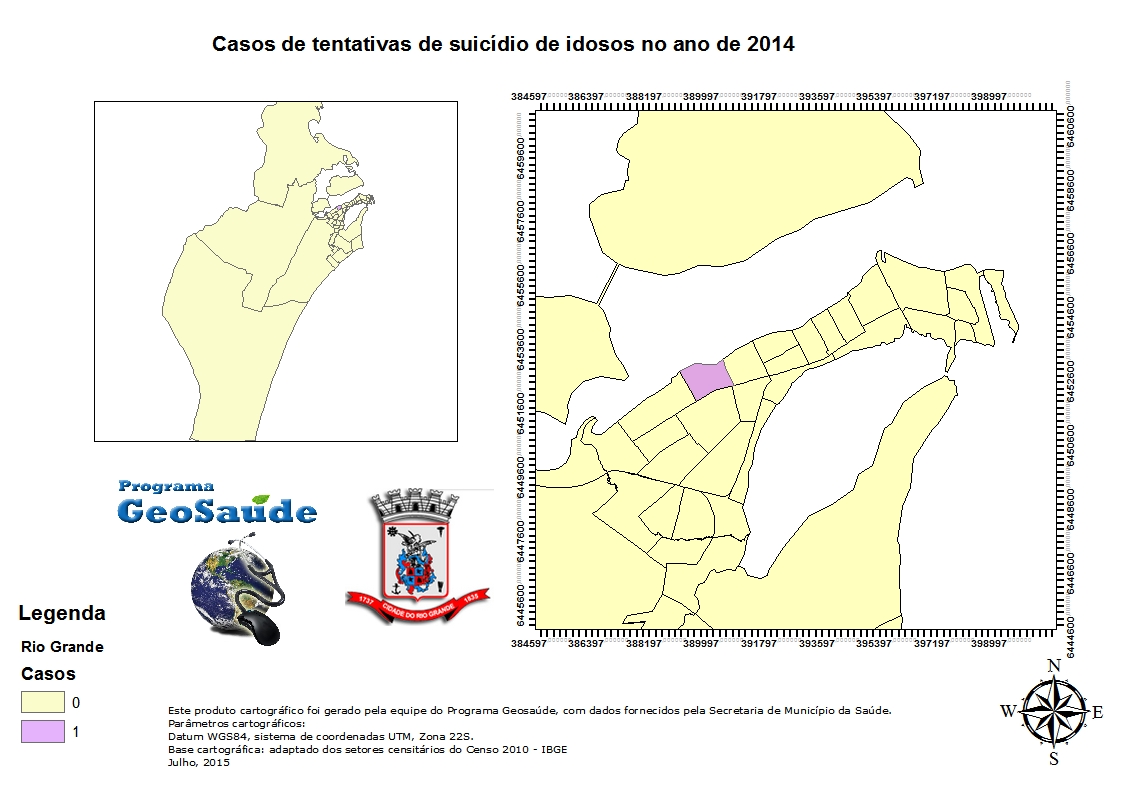 Casos de tentativas de suicídio de idosos no ano de 2014
384597 386397 388197 389997 391797 393597 395397 397197 398997
6459600
6457600
6455600
6453600
6451600
6449600
6447600
6445600
6460600
6458600
6456600
6454600
6452600
6450600
6448600
6446600
6444600
384597 386397 388197 389997 391797 393597 395397 397197 398997
Programa
GeoSaúde
1737 CIDADE DO RIO GRANDE 1835
Legenda
Rio Grande
Casos
0
1
Este produto cartográfico foi gerado pela equipe do Programa Geosaúde, com dados fornecidos pela Secretaria de Município da Saúde.
Parâmetros cartográficos:
Datum WGS84, sistema de coordenadas UTM, Zona 22S.
Base cartográfica: adaptado dos setores censitários do Censo 2010 - IBGE
Julho, 2015
N
W E
S